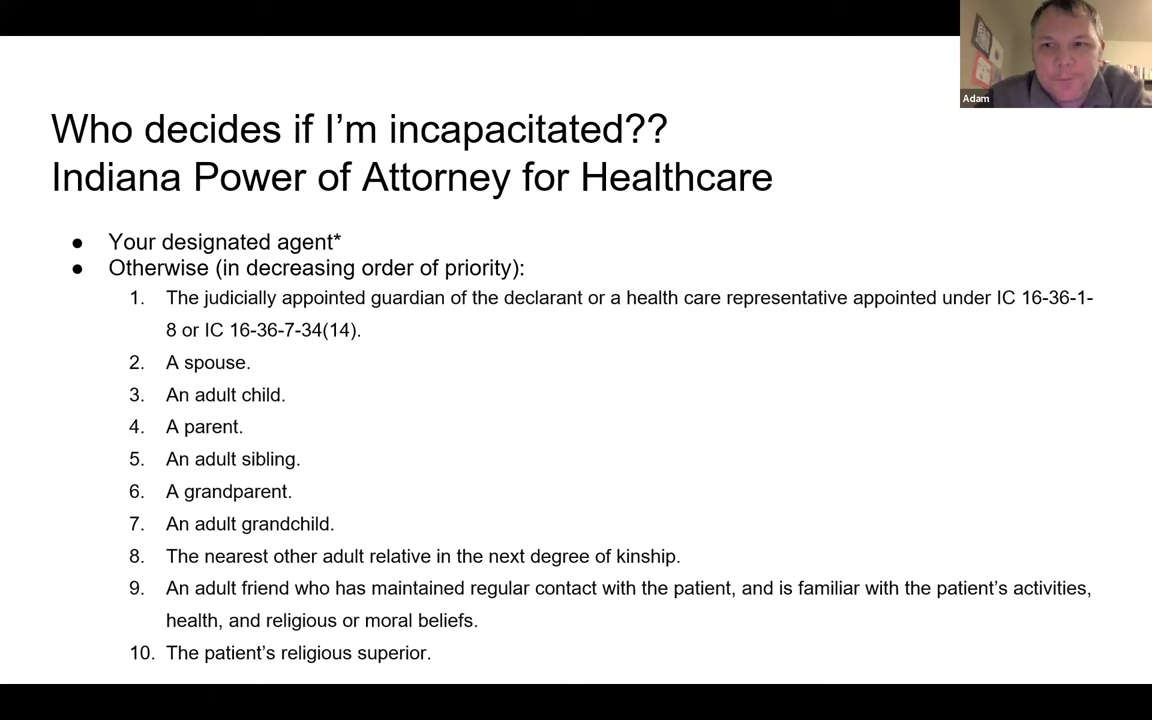 Adam
Who decides if I'm incapacitated??
Indiana Power of Attorney for Healthcare
● Your designated agent*
● Otherwise (in decreasing order of priority):
1. The judicially appointed guardian of the declarant or a health care representative appointed under IC 16-36-1-
8 or IC 16-36-7-34(14).
2. A spouse.
3. An adult child.
4. A parent.
5. An adult sibling.
6. A grandparent.
7. An adult grandchild.
8. The nearest other adult relative in the next degree of kinship.
9. An adult friend who has maintained regular contact with the patient, and is familiar with the patient's activities,
health, and religious or moral beliefs.
10. The patient's religious superior.